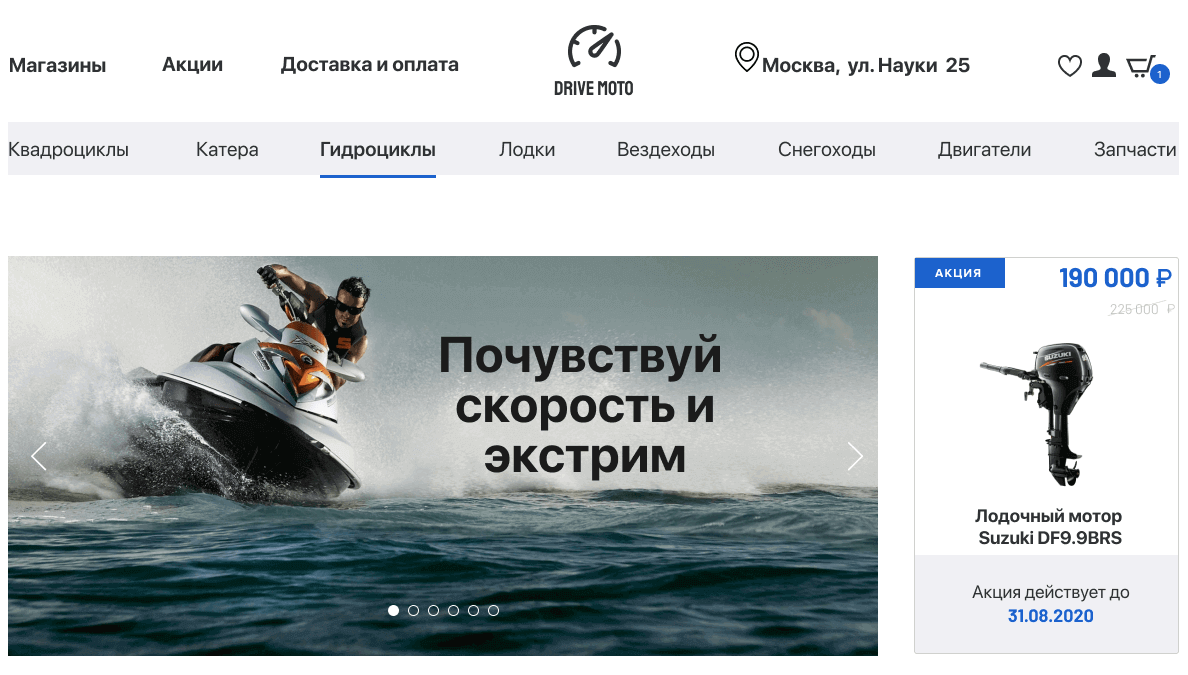 Магазины Акции Доставка и оплата
DRIVE MOTO
Москва, ул. Науки 25
1
Квадроциклы Катера Гидроциклы Лодки Вездеходы Снегоходы Двигатели Запчасти
Почувствуй
скорость и
экстрим
АКЦИЯ
190 000 ₽
225 000 ₽
SUZUKI
Лодочный мотор
Suzuki DF9.9BRS
Акция действует до
31.08.2020